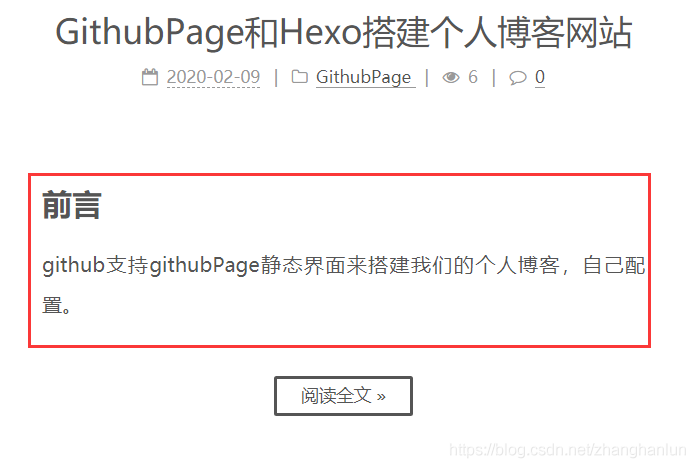 GithubPage和Hexo搭建个人博客网站
2020-02-09 | GithubPage | 6 | 0
前言
github支持githubPage静态界面来搭建我们的个人博客，自己配
置。
阅读全文 »
https://blog.csdn.net/zhanghanlun